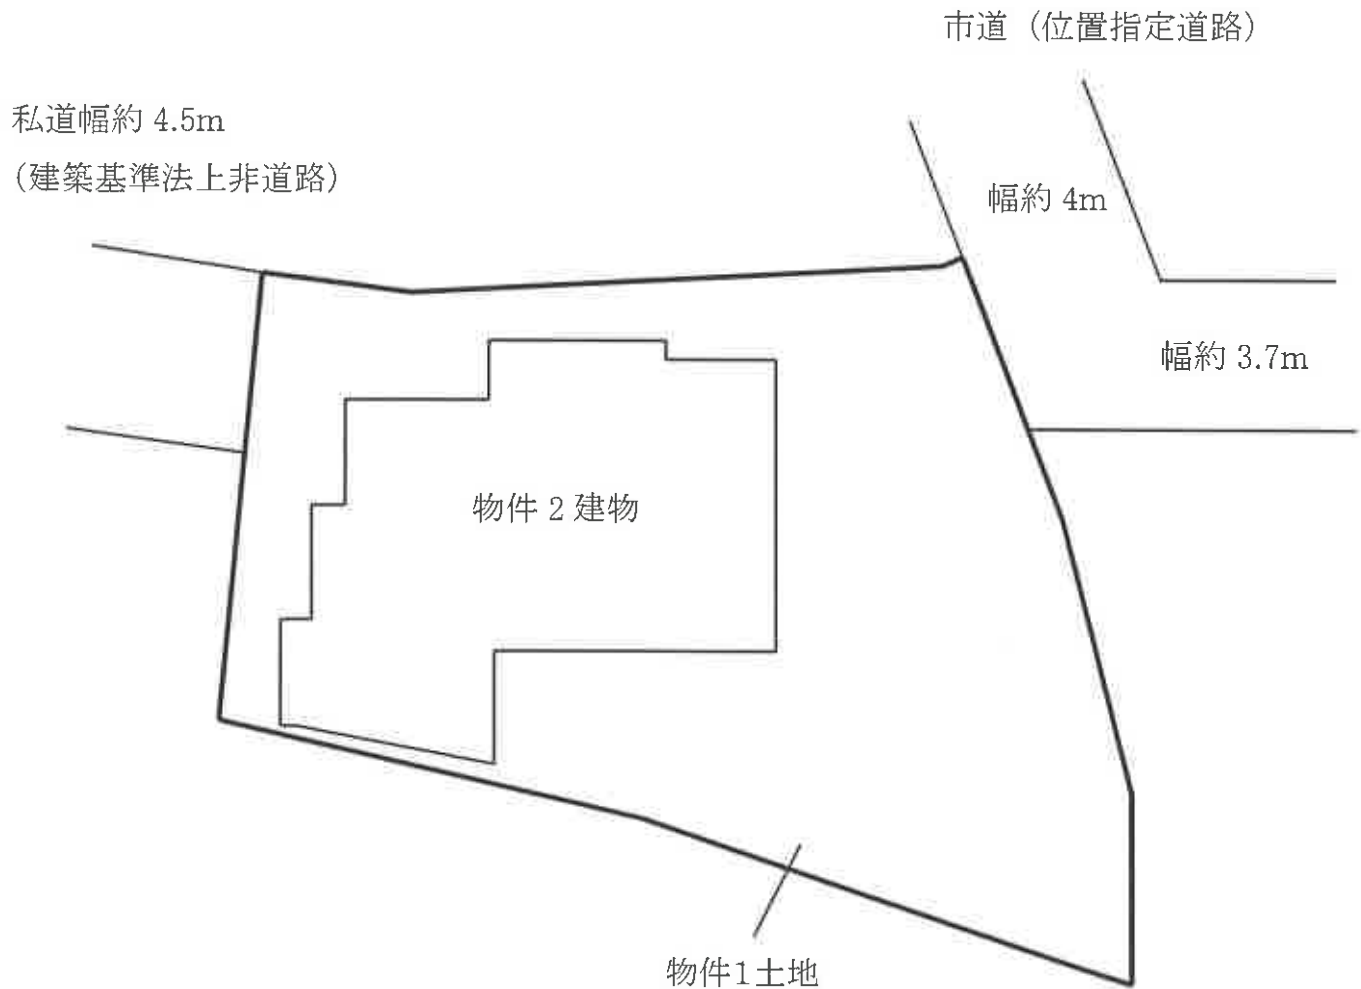 市道（位置指定道路）
私道幅約 4.5m
（建築基準法上非道路）
幅約 4m
幅約 3.7m
物件 2 建物
物件1土地